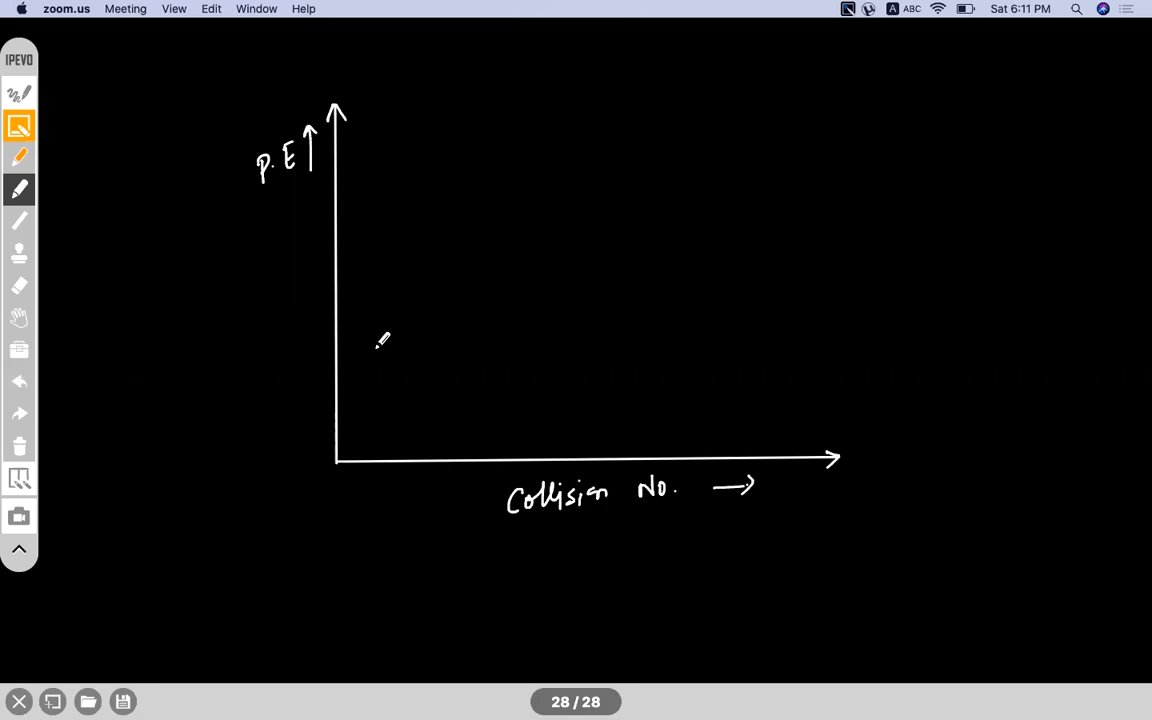 zoom.us Meeting View Edit Window Help A ABC Sat 6:11 PM
IPEVO
P.E ↑
Collision No. →
28 / 28